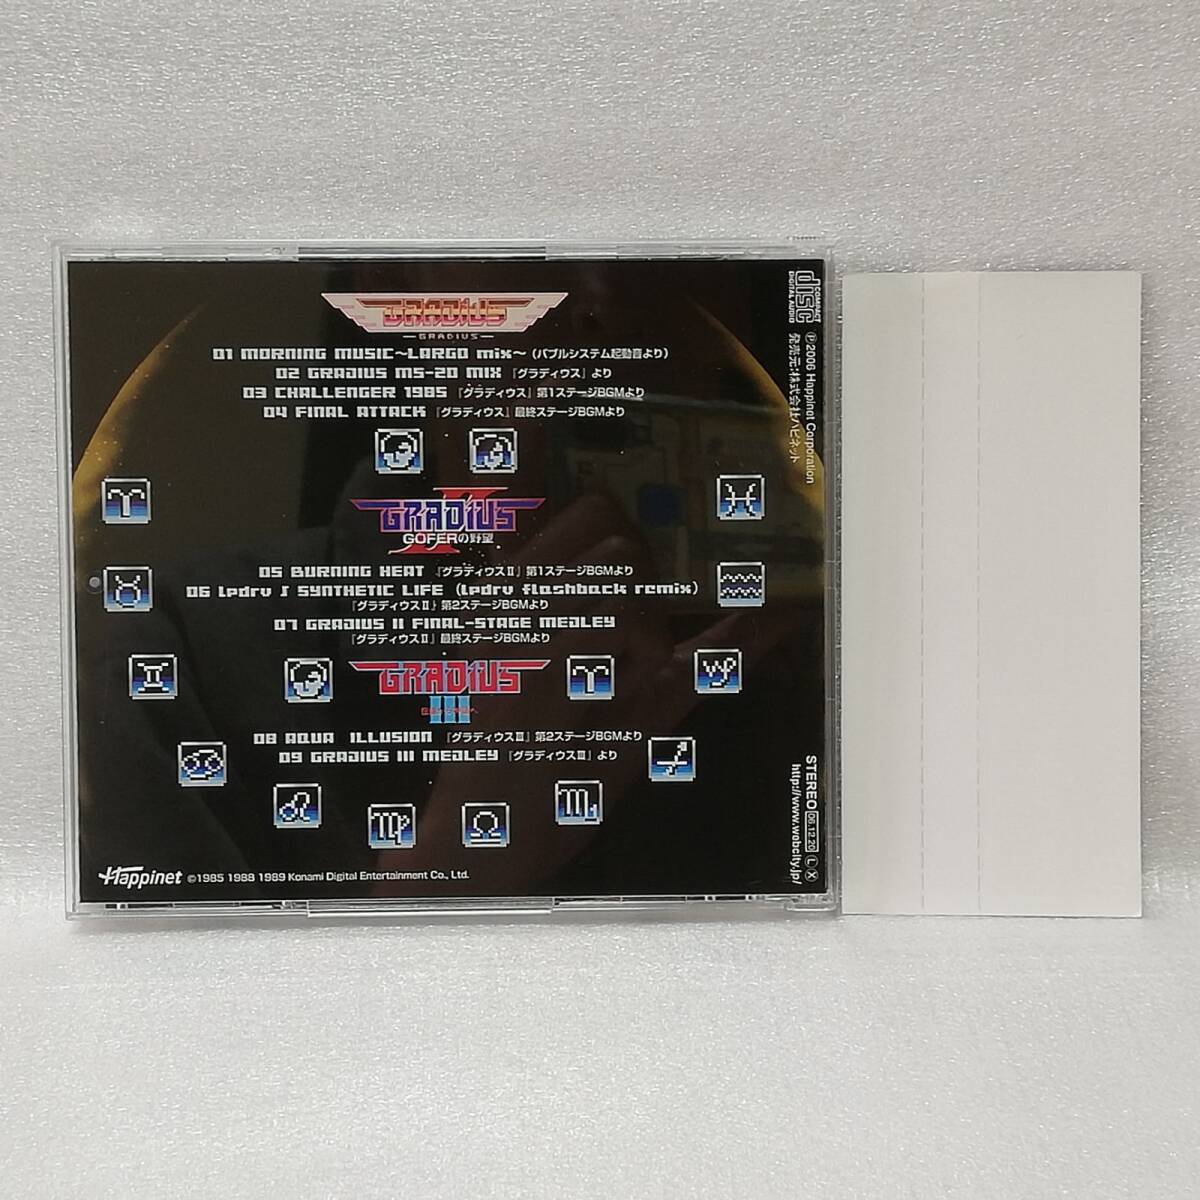 GRADIUS
—GRADIUS—
01 MORNING MUSIC～LARGO mix～（バブルシステム起動音より）
02 GRADIUS MS-20 MIX 『グラディウス』より
03 CHALLENGER 1985 『グラディウス』第1ステージBGMより
04 FINAL ATTACK 『グラディウス』最終ステージBGMより
GRADIUS II
GOFERの野望
05 BURNING HEAT 『グラディウスⅡ』第1ステージBGMより
06 lpdrv ∫ SYNTHETIC LIFE (lpdrv flashback remix)
『グラディウスⅡ』第2ステージBGMより
07 GRADIUS II FINAL-STAGE MEDLEY
『グラディウスⅡ』最終ステージBGMより
GRADIUS
III
08 AQUA ILLUSION 『グラディウスⅢ』第2ステージBGMより
09 GRADIUS III MEDLEY 『グラディウスⅢ』より
Happinet ©1985 1988 1989 Konami Digital Entertainment Co., Ltd.
COMPACT
disc
DIGITAL AUDIO
℗2006 Happinet Corporation
発売元:株式会社ハピネット
STEREO 06.12.20 Ⓛ Ⓧ
http://www.webcity.jp/